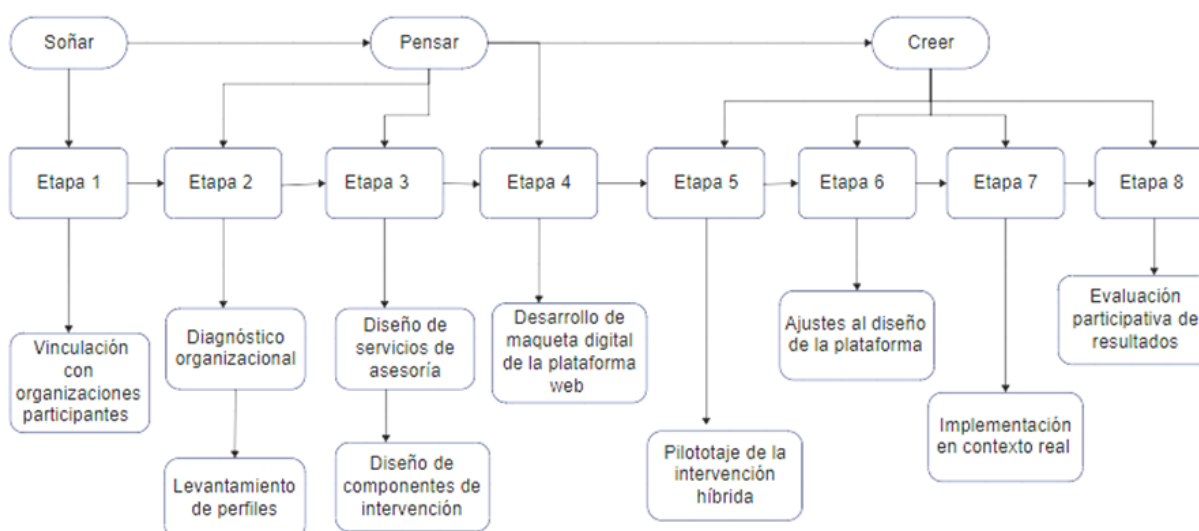 Soñar
Pensar
Creer
Etapa 1
Etapa 2
Etapa 3
Etapa 4
Etapa 5
Etapa 6
Etapa 7
Etapa 8
Vinculación
con
organizaciones
participantes
Diagnóstico
organizacional
Levantamiento
de perfiles
Diseño de
servicios de
asesoría
Diseño de
componentes de
intervención
Desarrollo de
maqueta digital
de la plataforma
web
Pilototaje de la
intervención
híbrida
Ajustes al diseño
de la plataforma
Implementación
en contexto real
Evaluación
participativa de
resultados